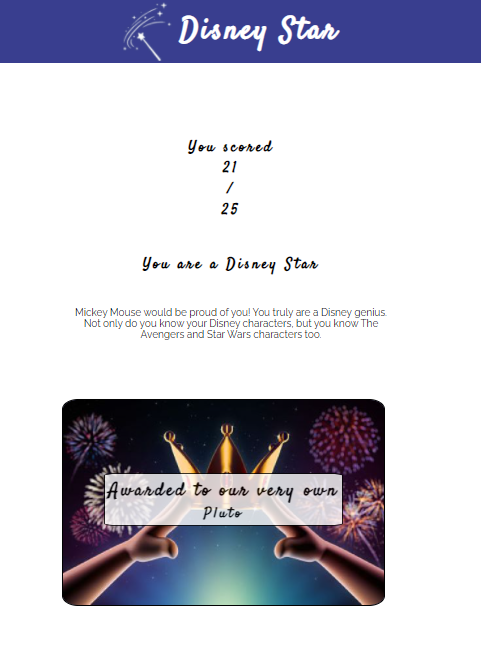 Disney Star
You scored
21
/
25
You are a Disney Star
Mickey Mouse would be proud of you! You truly are a Disney genius.
Not only do you know your Disney characters, but you know The
Avengers and Star Wars characters too.
Awarded to our very own
Pluto